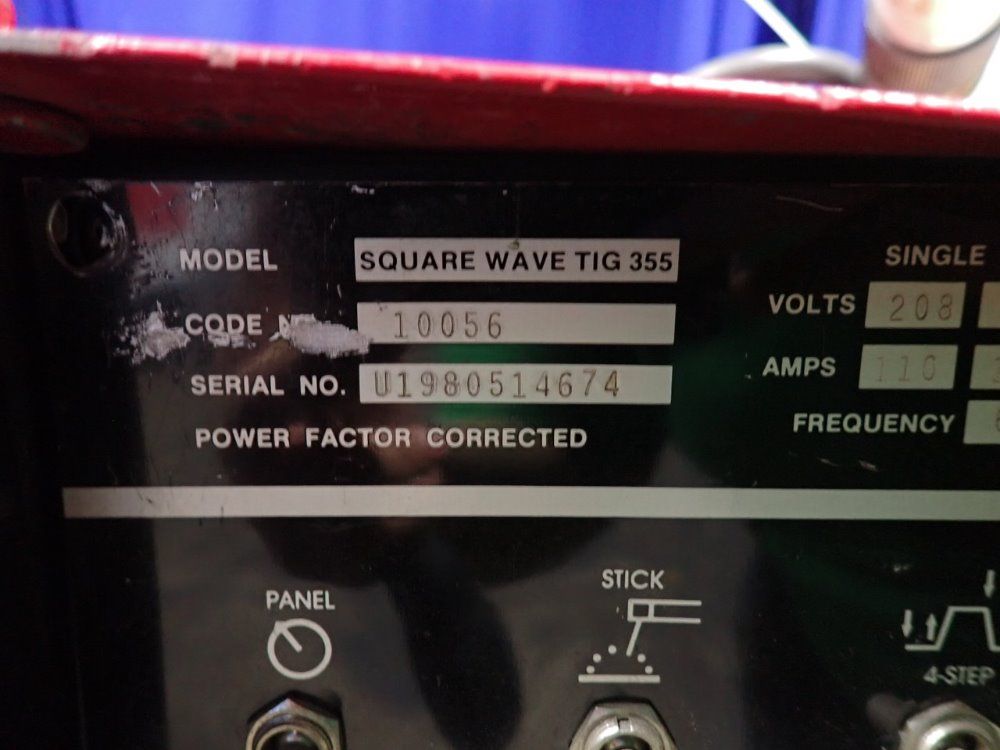 MODEL SQUARE WAVE TIG 355
CODE
10056
SERIAL NO. U1980514674
POWER FACTOR CORRECTED
SINGLE
VOLTS 208
AMPS 110
FREQUENCY
PANEL
STICK
4-STEP